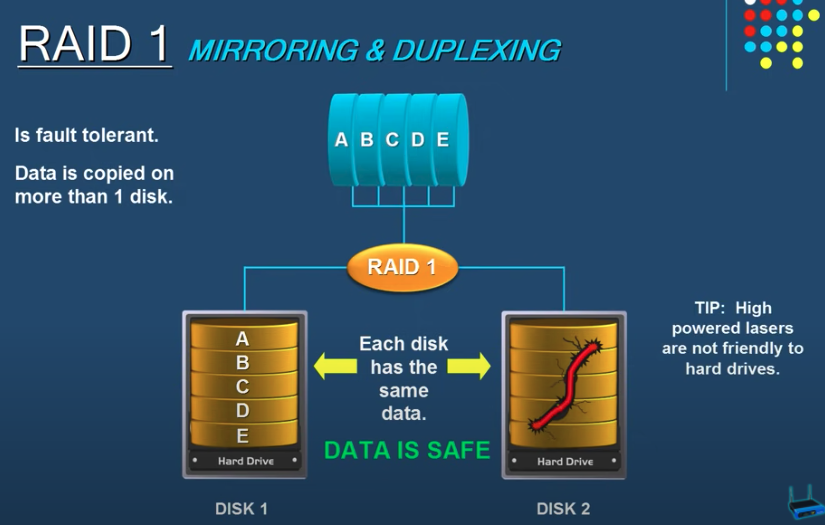 RAID 1 MIRRORING & DUPLEXING
Is fault tolerant.
Data is copied on
more than 1 disk.
A B C D E
RAID 1
A
B
C
D
E
Hard Drive
DISK 1
Each disk
has the
same
data.
DATA IS SAFE
Hard Drive
DISK 2
TIP: High
powered lasers
are not friendly to
hard drives.